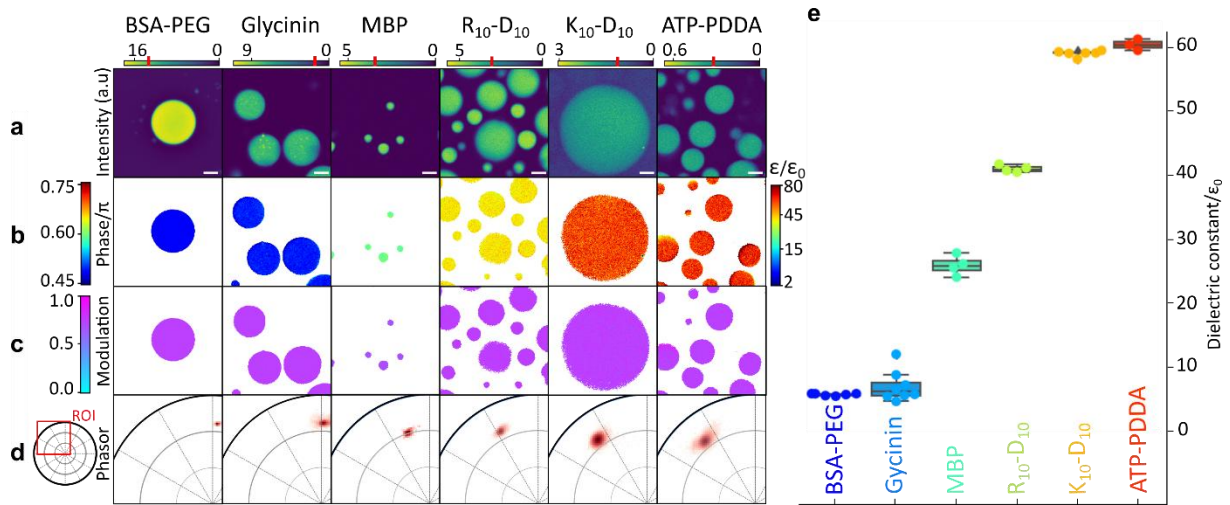 BSA-PEG Glycinin MBP R10-D10 K10-D10 ATP-PDDA
16 0 9 0 5 0 5 0 3 0 0.6 0
a Intensity (a.u)
b Phase/π 0.75 0.60 0.45
ε/ε0 80 45 15 2
c Modulation 1.0 0.5 0.0
d ROI Phasor
e
60
50
40
30
20
10
0
Dielectric constant/ε0
BSA-PEG Gycinin MBP R10-D10 K10-D10 ATP-PDDA